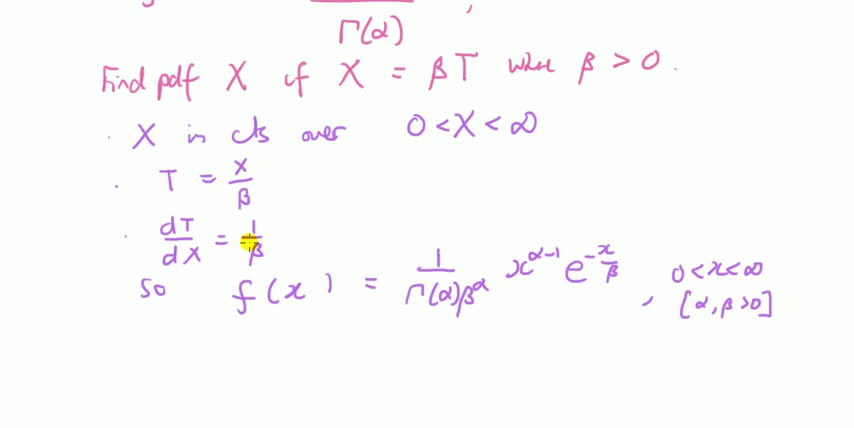 Γ(α) ,
Find pdf X if X = βT where β > 0.
· X is cts over 0 < X < ∞
· T = X/β
· dT/dX = 1/β
so f(x) = 1/(Γ(α)β^α) x^(α-1) e^(-x/β) , 0 < x < ∞
[α, β > 0]